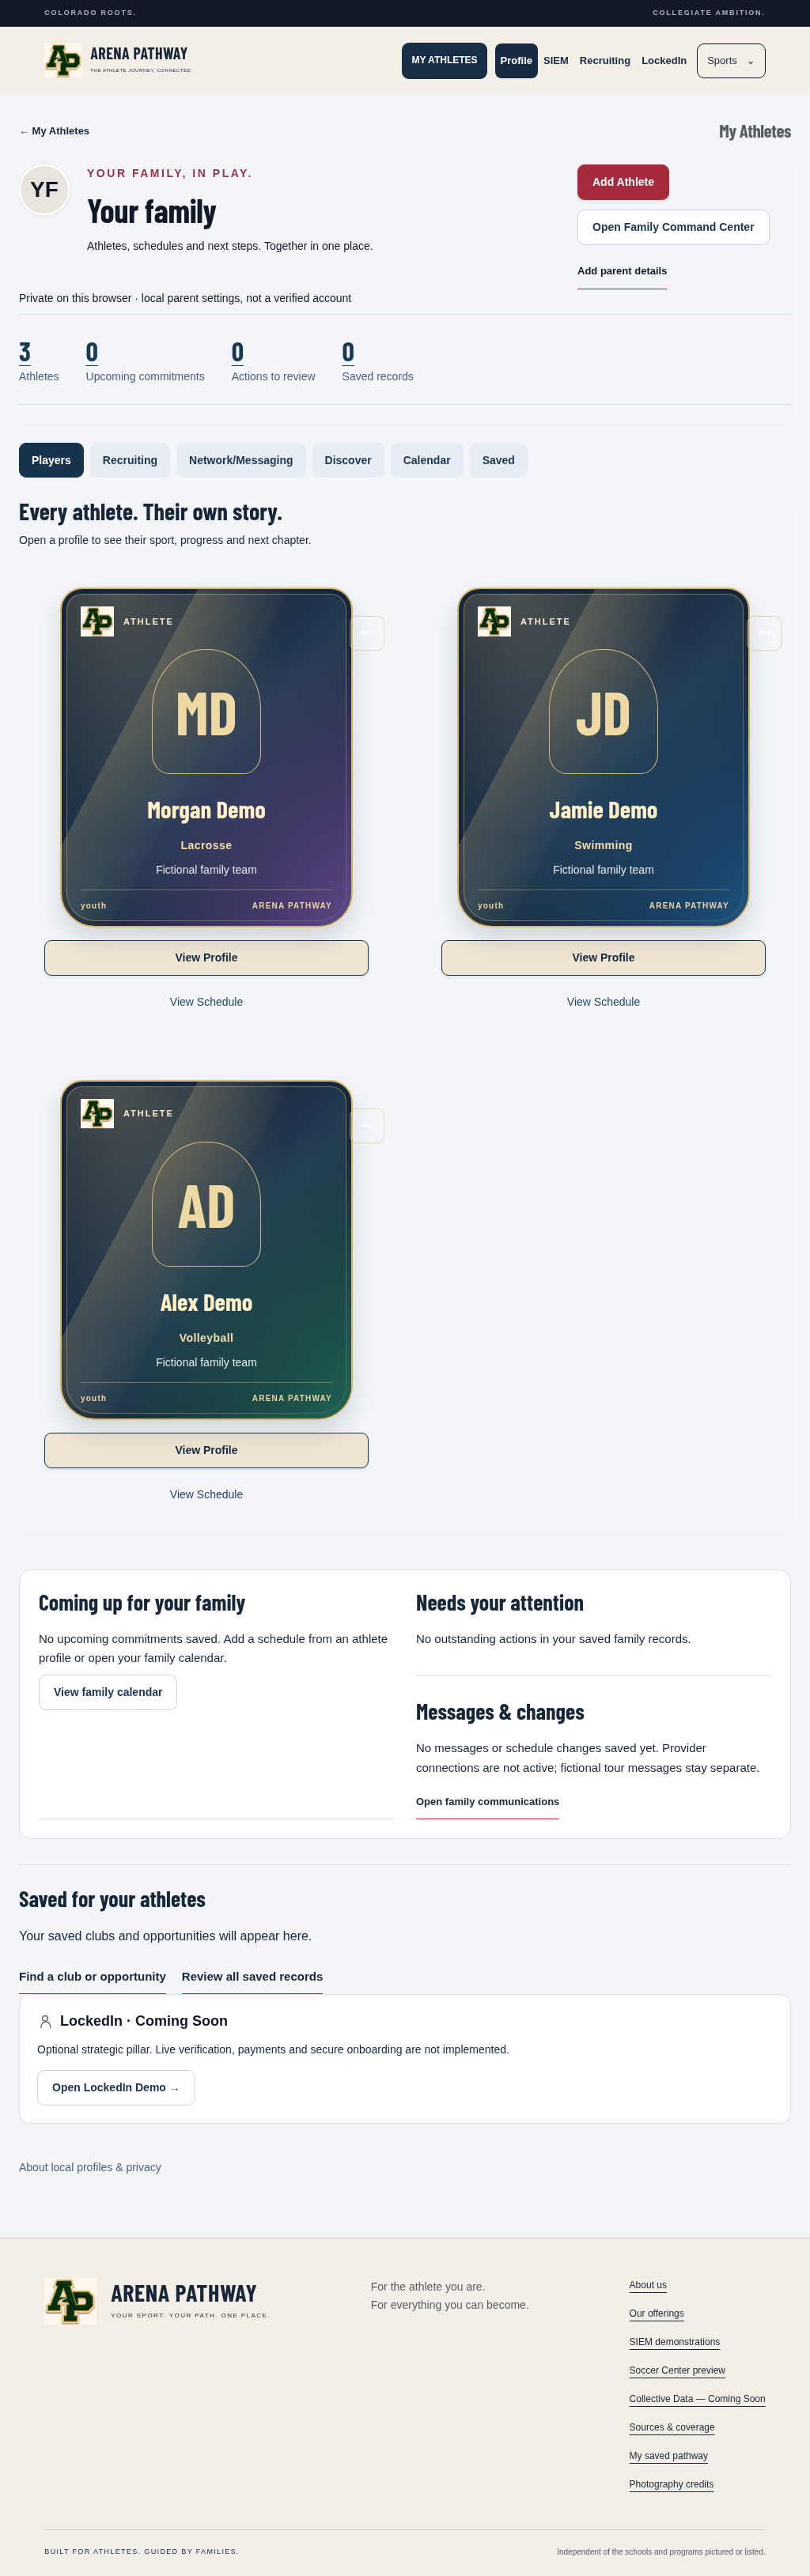 COLORADO ROOTS.
COLLEGIATE AMBITION.
AP
ARENA PATHWAY
THE ATHLETE JOURNEY, CONNECTED.
MY ATHLETES
Profile
SIEM
Recruiting
LockedIn
Sports
← My Athletes
My Athletes
YF
YOUR FAMILY, IN PLAY.
Your family
Athletes, schedules and next steps. Together in one place.
Add Athlete
Open Family Command Center
Add parent details
Private on this browser · local parent settings, not a verified account
3
Athletes
0
Upcoming commitments
0
Actions to review
0
Saved records
Players
Recruiting
Network/Messaging
Discover
Calendar
Saved
Every athlete. Their own story.
Open a profile to see their sport, progress and next chapter.
AP
ATHLETE
•••
MD
Morgan Demo
Lacrosse
Fictional family team
youth
ARENA PATHWAY
View Profile
View Schedule
AP
ATHLETE
•••
JD
Jamie Demo
Swimming
Fictional family team
youth
ARENA PATHWAY
View Profile
View Schedule
AP
ATHLETE
•••
AD
Alex Demo
Volleyball
Fictional family team
youth
ARENA PATHWAY
View Profile
View Schedule
Coming up for your family
No upcoming commitments saved. Add a schedule from an athlete
profile or open your family calendar.
View family calendar
Needs your attention
No outstanding actions in your saved family records.
Messages & changes
No messages or schedule changes saved yet. Provider
connections are not active; fictional tour messages stay separate.
Open family communications
Saved for your athletes
Your saved clubs and opportunities will appear here.
Find a club or opportunity
Review all saved records
LockedIn · Coming Soon
Optional strategic pillar. Live verification, payments and secure onboarding are not implemented.
Open LockedIn Demo →
About local profiles & privacy
AP
ARENA PATHWAY
YOUR SPORT. YOUR PATH. ONE PLACE.
For the athlete you are.
For everything you can become.
About us
Our offerings
SIEM demonstrations
Soccer Center preview
Collective Data — Coming Soon
Sources & coverage
My saved pathway
Photography credits
BUILT FOR ATHLETES. GUIDED BY FAMILIES.
Independent of the schools and programs pictured or listed.